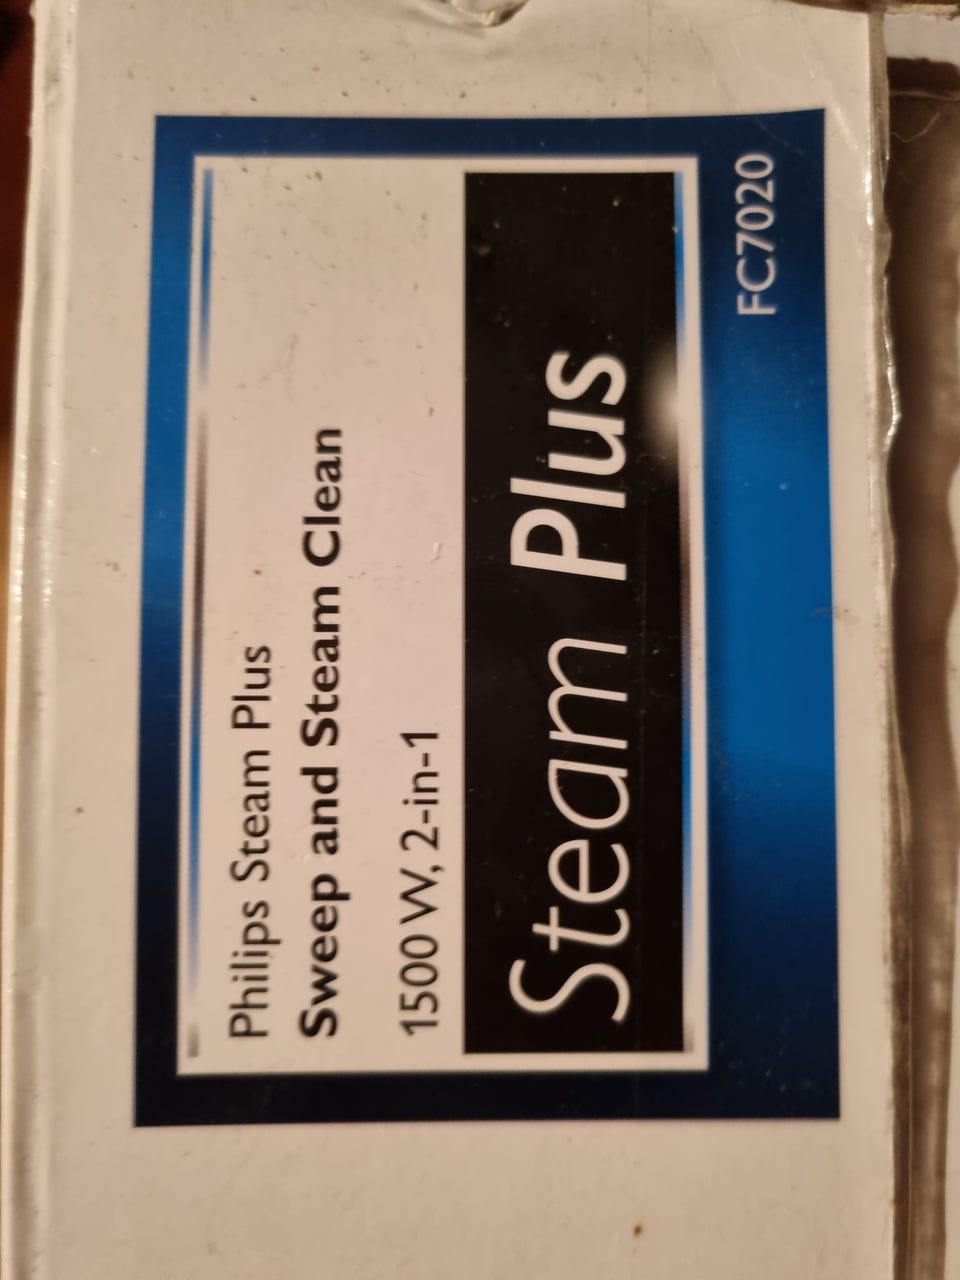 Philips Steam Plus
Sweep and Steam Clean
1500 W, 2-in-1
Steam Plus
FC7020